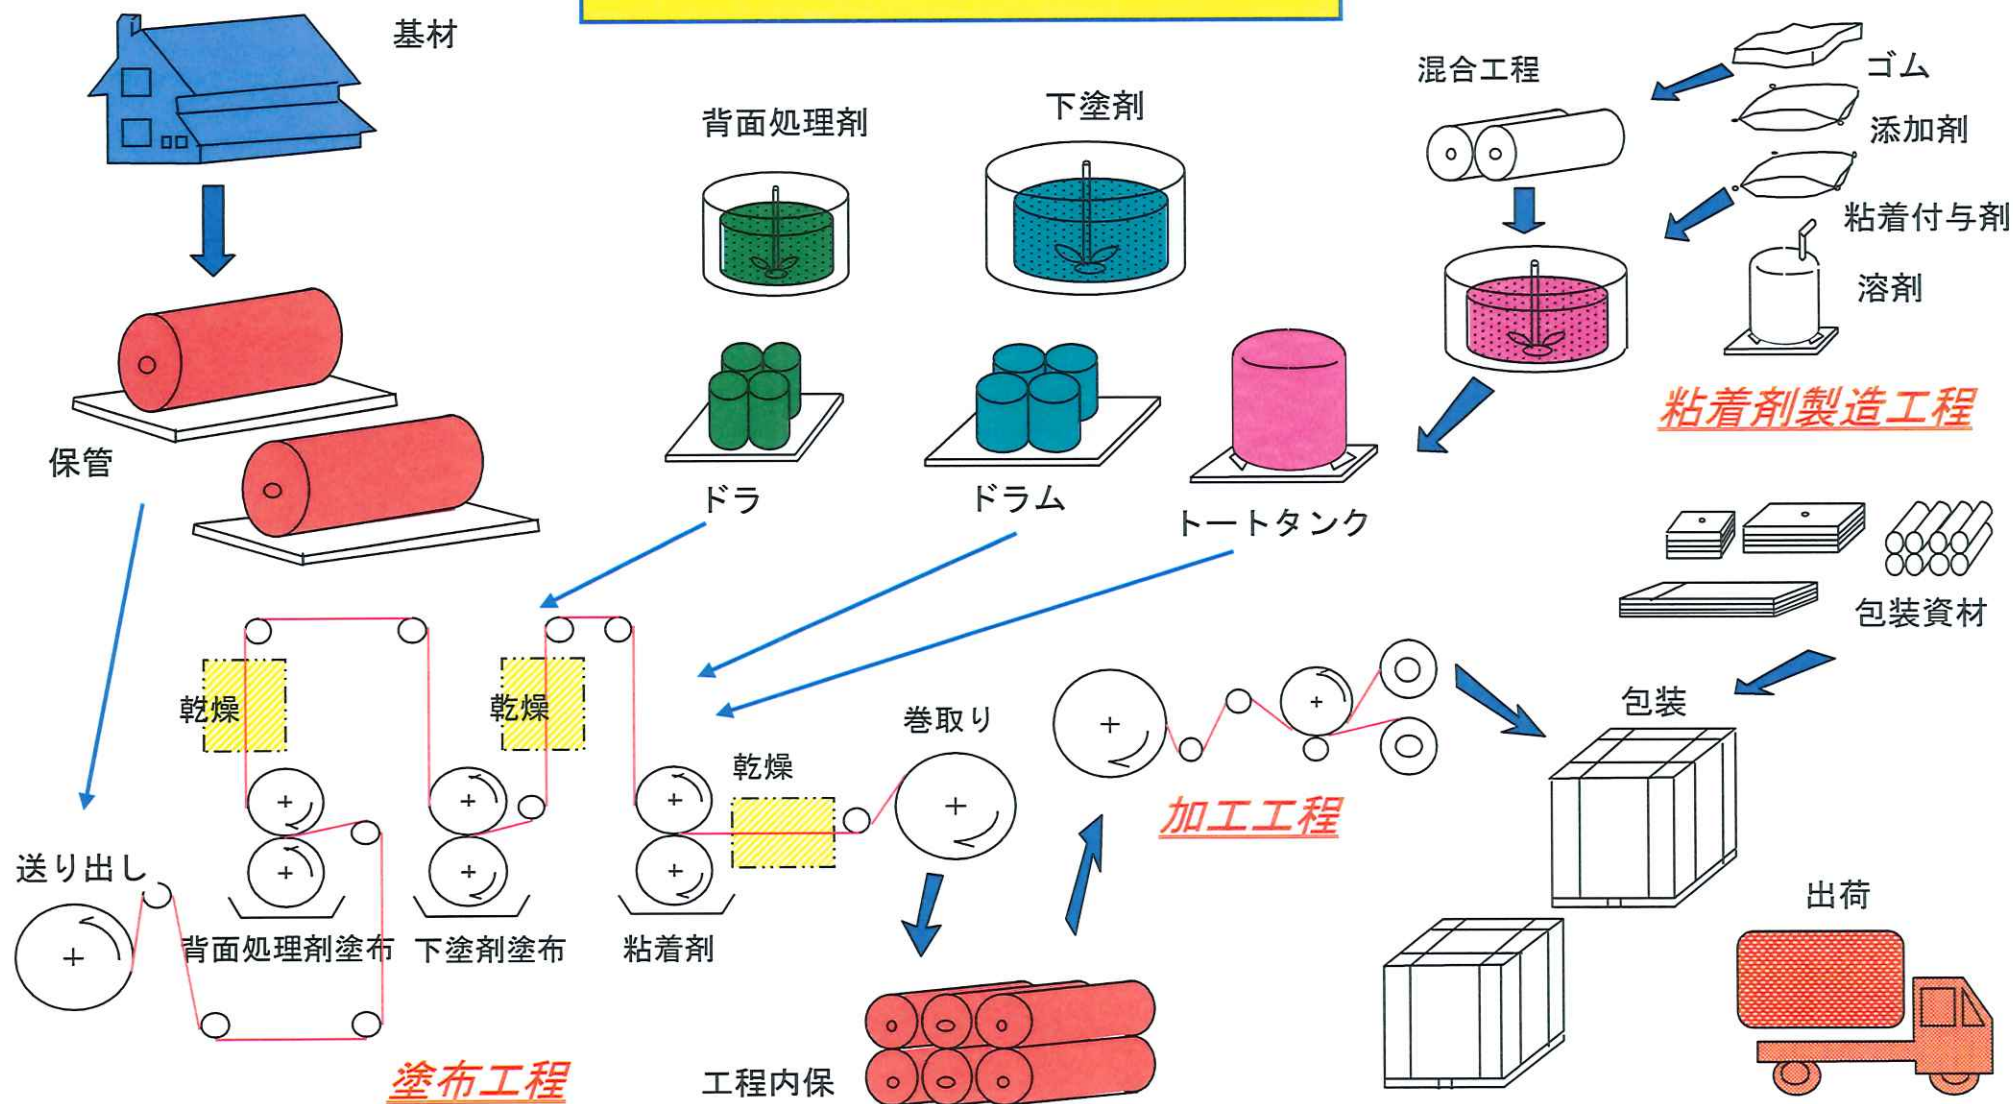 基材
混合工程
ゴム
添加剤
粘着付与剤
溶剤
背面処理剤
下塗剤
粘着剤製造工程
保管
ドラ
ドラム
トートタンク
包装資材
乾燥
乾燥
乾燥
巻取り
包装
加工工程
送り出し
背面処理剤塗布
下塗剤塗布
粘着剤
出荷
塗布工程
工程内保